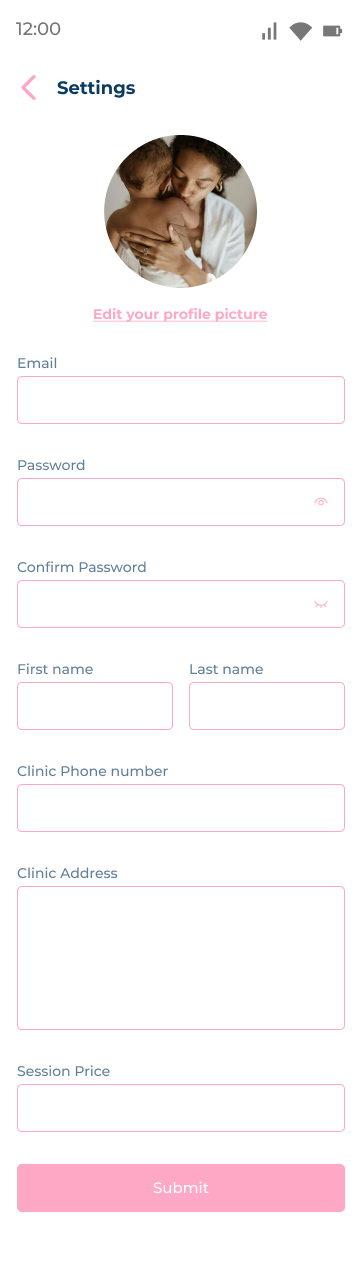 12:00
Settings
Edit your profile picture
Email
Password
Confirm Password
First name Last name
Clinic Phone number
Clinic Address
Session Price
Submit